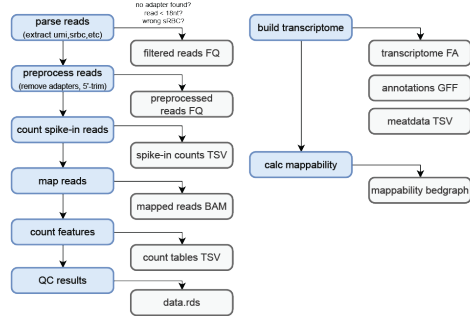 no adapter found?
read < 18nt?
wrong sRBC?
parse reads
(extract umi,srbc,etc)
filtered reads FQ
preprocess reads
(remove adapters, 5'-trim)
preprocessed
reads FQ
count spike-in reads
spike-in counts TSV
map reads
mapped reads BAM
count features
count tables TSV
QC results
data.rds
build transcriptome
transcriptome FA
annotations GFF
meatdata TSV
calc mappability
mappability bedgraph